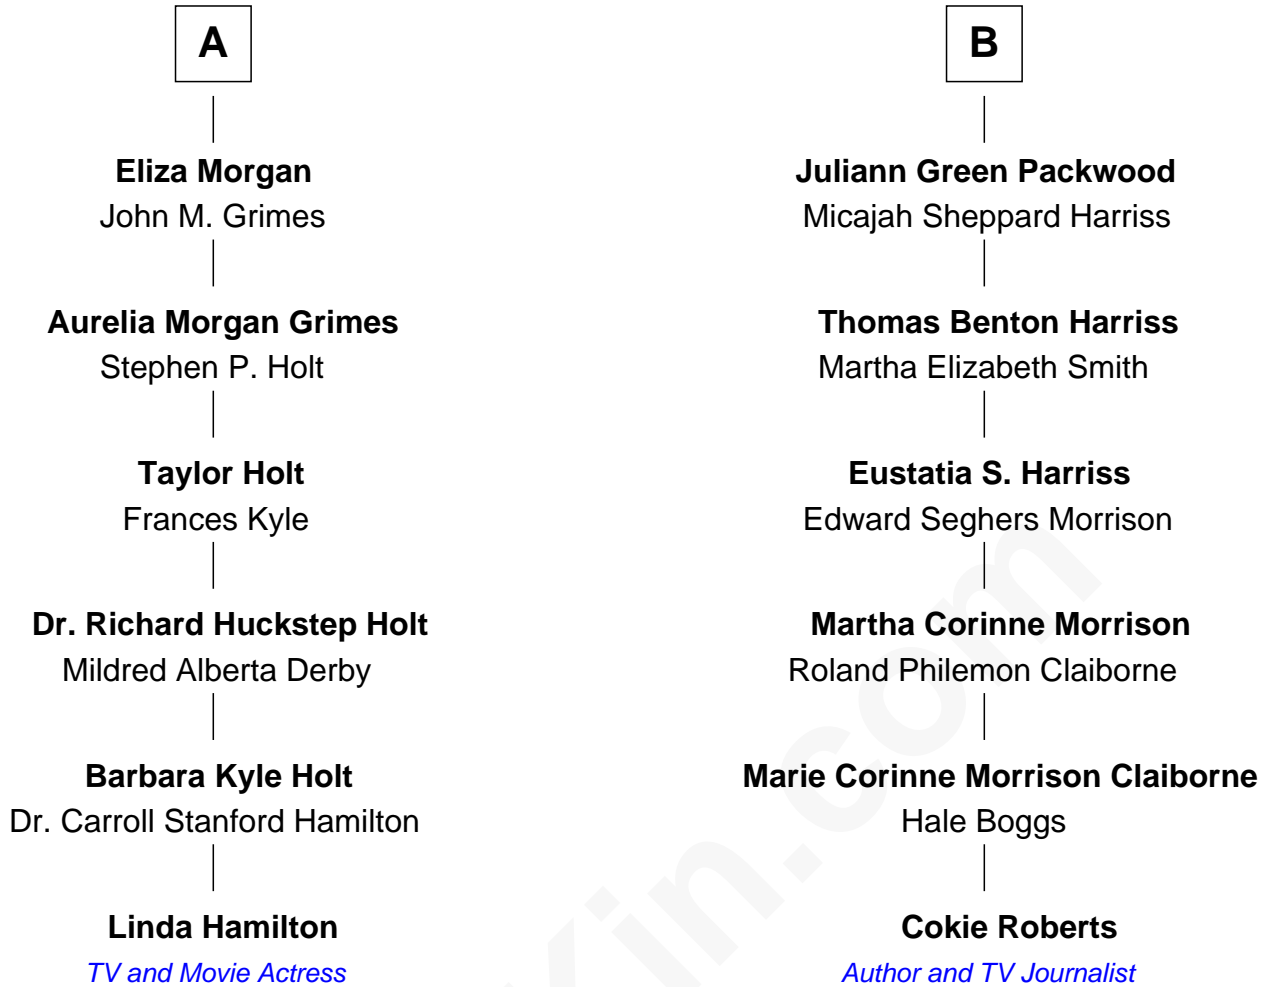 A
Eliza Morgan
John M. Grimes
Aurelia Morgan Grimes
Stephen P. Holt
Taylor Holt
Frances Kyle
Dr. Richard Huckstep Holt
Mildred Alberta Derby
Barbara Kyle Holt
Dr. Carroll Stanford Hamilton
Linda Hamilton
TV and Movie Actress
B
Juliann Green Packwood
Micajah Sheppard Harriss
Thomas Benton Harriss
Martha Elizabeth Smith
Eustatia S. Harriss
Edward Seghers Morrison
Martha Corinne Morrison
Roland Philemon Claiborne
Marie Corinne Morrison Claiborne
Hale Boggs
Cokie Roberts
Author and TV Journalist